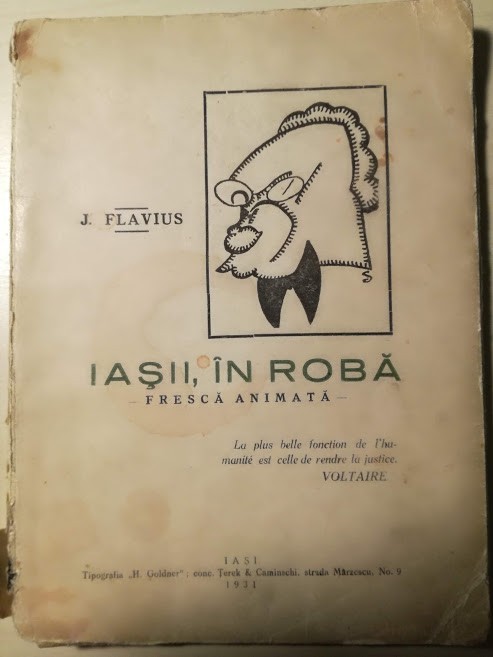 J. FLAVIUS
IAŞII, ÎN ROBĂ
- FRESCĂ ANIMATĂ -
La plus belle fonction de l'hu-
manité est celle de rendre la justice.
VOLTAIRE
IAŞI
Tipografia „H. Goldner“ : conc. Terek & Caminschi, strada Mârzescu, No. 9
1931